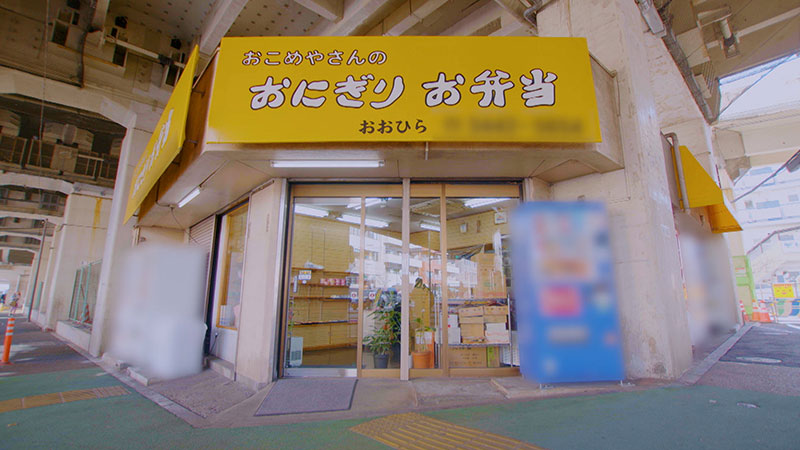 おこめやさんの
おにぎり お弁当
おおひら